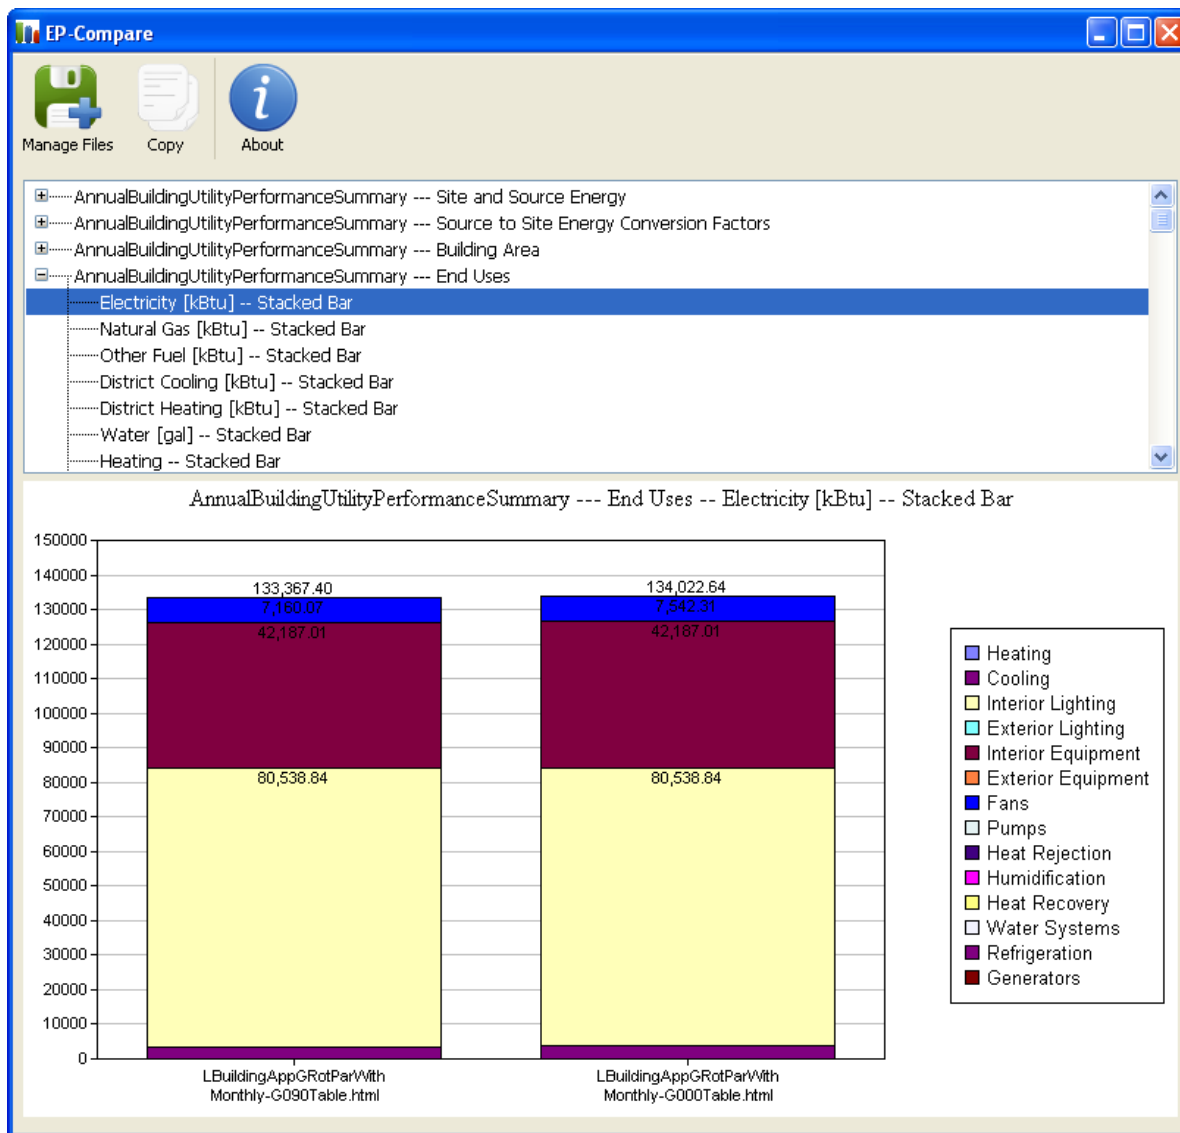 EP-Compare
Manage Files
Copy
About
AnnualBuildingUtilityPerformanceSummary --- Site and Source Energy
AnnualBuildingUtilityPerformanceSummary --- Source to Site Energy Conversion Factors
AnnualBuildingUtilityPerformanceSummary --- Building Area
AnnualBuildingUtilityPerformanceSummary --- End Uses
Electricity [kBtu] -- Stacked Bar
Natural Gas [kBtu] -- Stacked Bar
Other Fuel [kBtu] -- Stacked Bar
District Cooling [kBtu] -- Stacked Bar
District Heating [kBtu] -- Stacked Bar
Water [gal] -- Stacked Bar
Heating -- Stacked Bar
AnnualBuildingUtilityPerformanceSummary --- End Uses -- Electricity [kBtu] -- Stacked Bar
150000
140000
130000
120000
110000
100000
90000
80000
70000
60000
50000
40000
30000
20000
10000
0
133,367.40
7,160.07
42,187.01
80,538.84
134,022.64
7,542.31
42,187.01
80,538.84
LBuildingAppGRotParWith
Monthly-G090Table.html
LBuildingAppGRotParWith
Monthly-G000Table.html
Heating
Cooling
Interior Lighting
Exterior Lighting
Interior Equipment
Exterior Equipment
Fans
Pumps
Heat Rejection
Humidification
Heat Recovery
Water Systems
Refrigeration
Generators